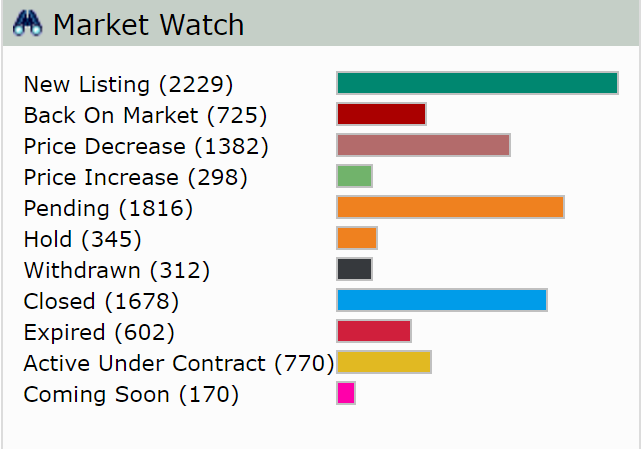 Market Watch
New Listing (2229)
Back On Market (725)
Price Decrease (1382)
Price Increase (298)
Pending (1816)
Hold (345)
Withdrawn (312)
Closed (1678)
Expired (602)
Active Under Contract (770)
Coming Soon (170)